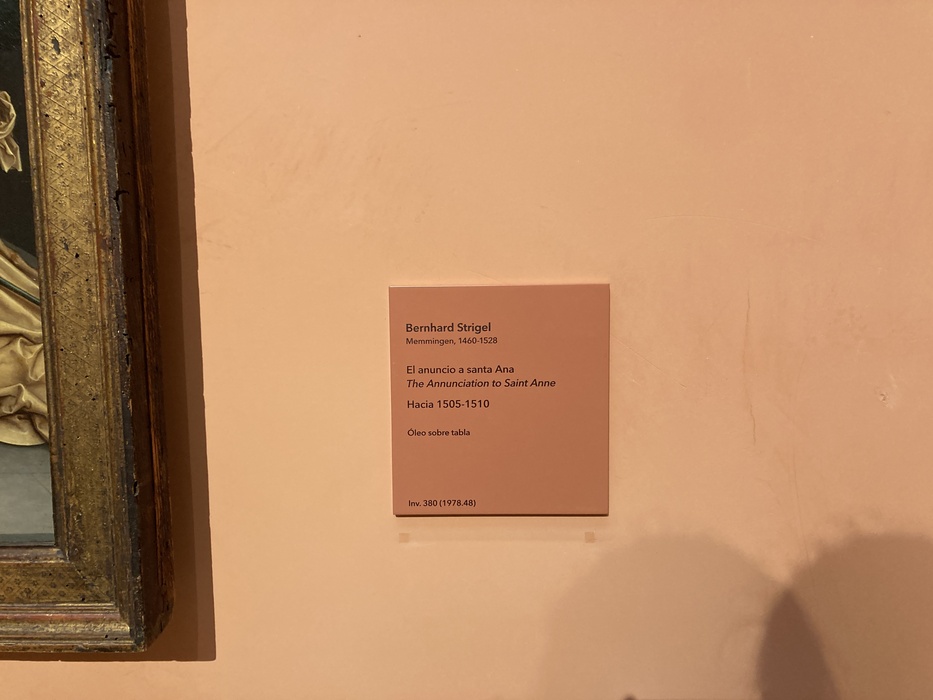 Bernhard Strigel
Memmingen, 1460-1528
El anuncio a santa Ana
The Annunciation to Saint Anne
Hacia 1505-1510
Óleo sobre tabla
Inv. 380 (1978.48)